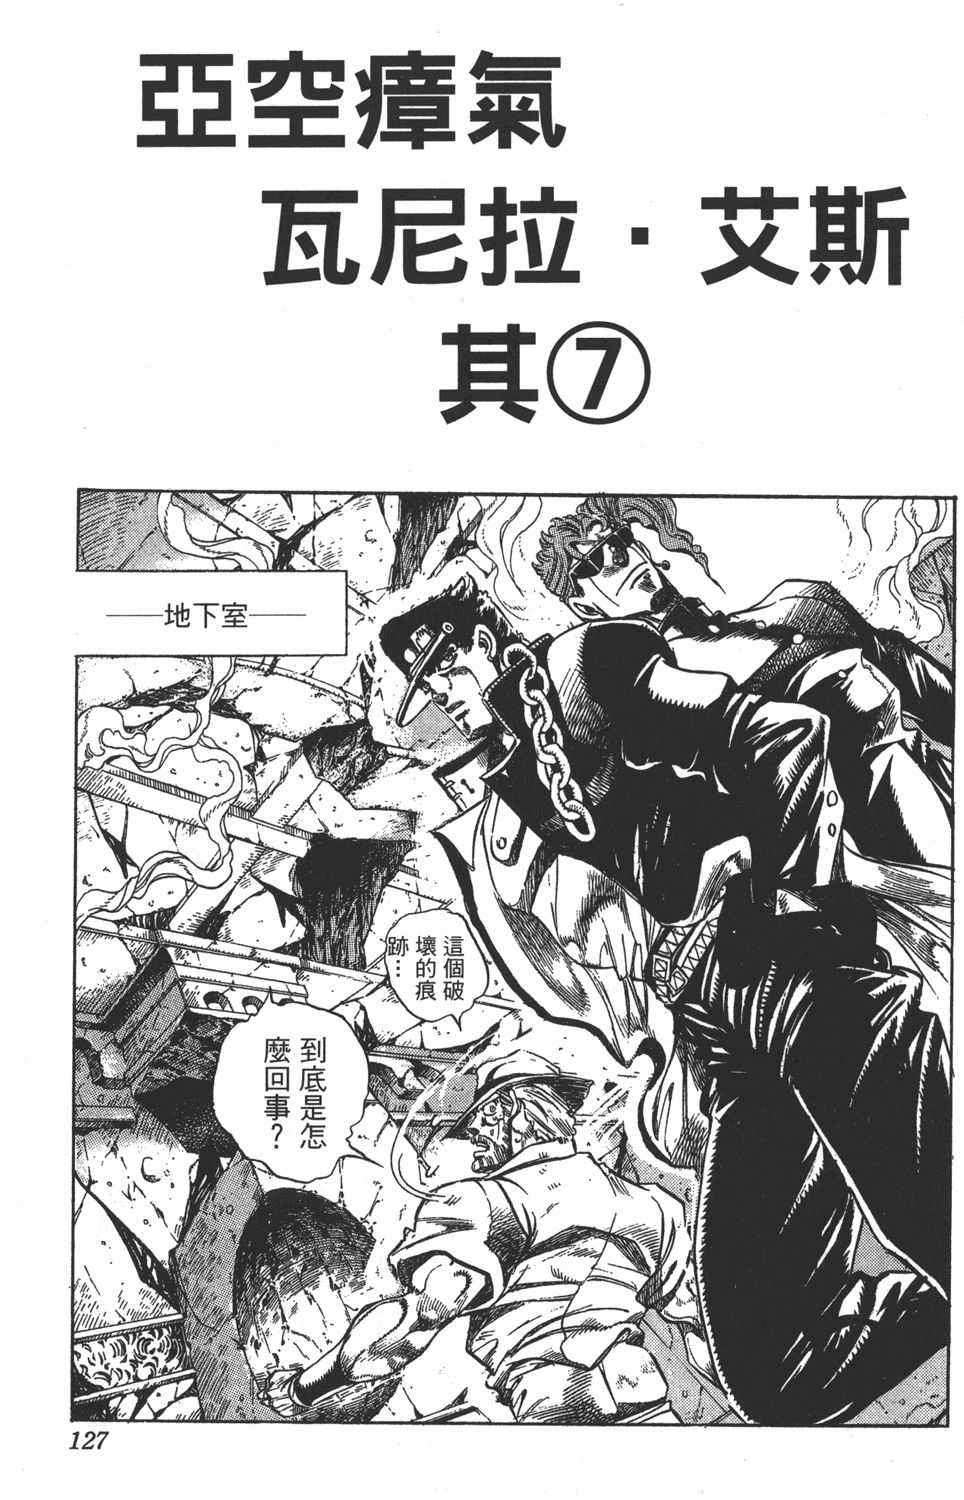 亞空瘴氣
瓦尼拉·艾斯
其⑦
——地下室——
這個破
壞的痕
跡…
到底是怎
麼回事？
127